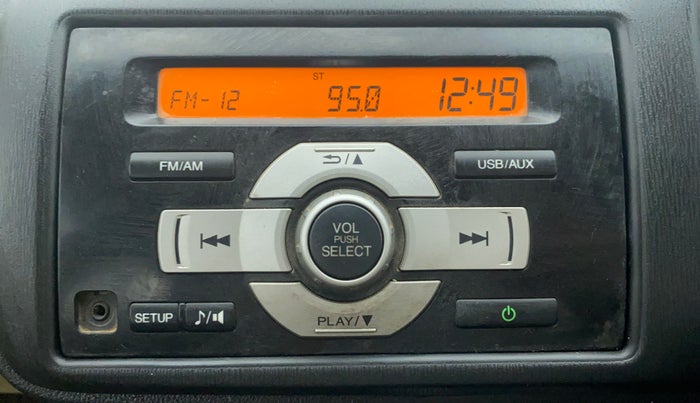 ST
FM-12 95.0 12:49
FM/AM
USB/AUX
VOL
PUSH
SELECT
SETUP
PLAY/